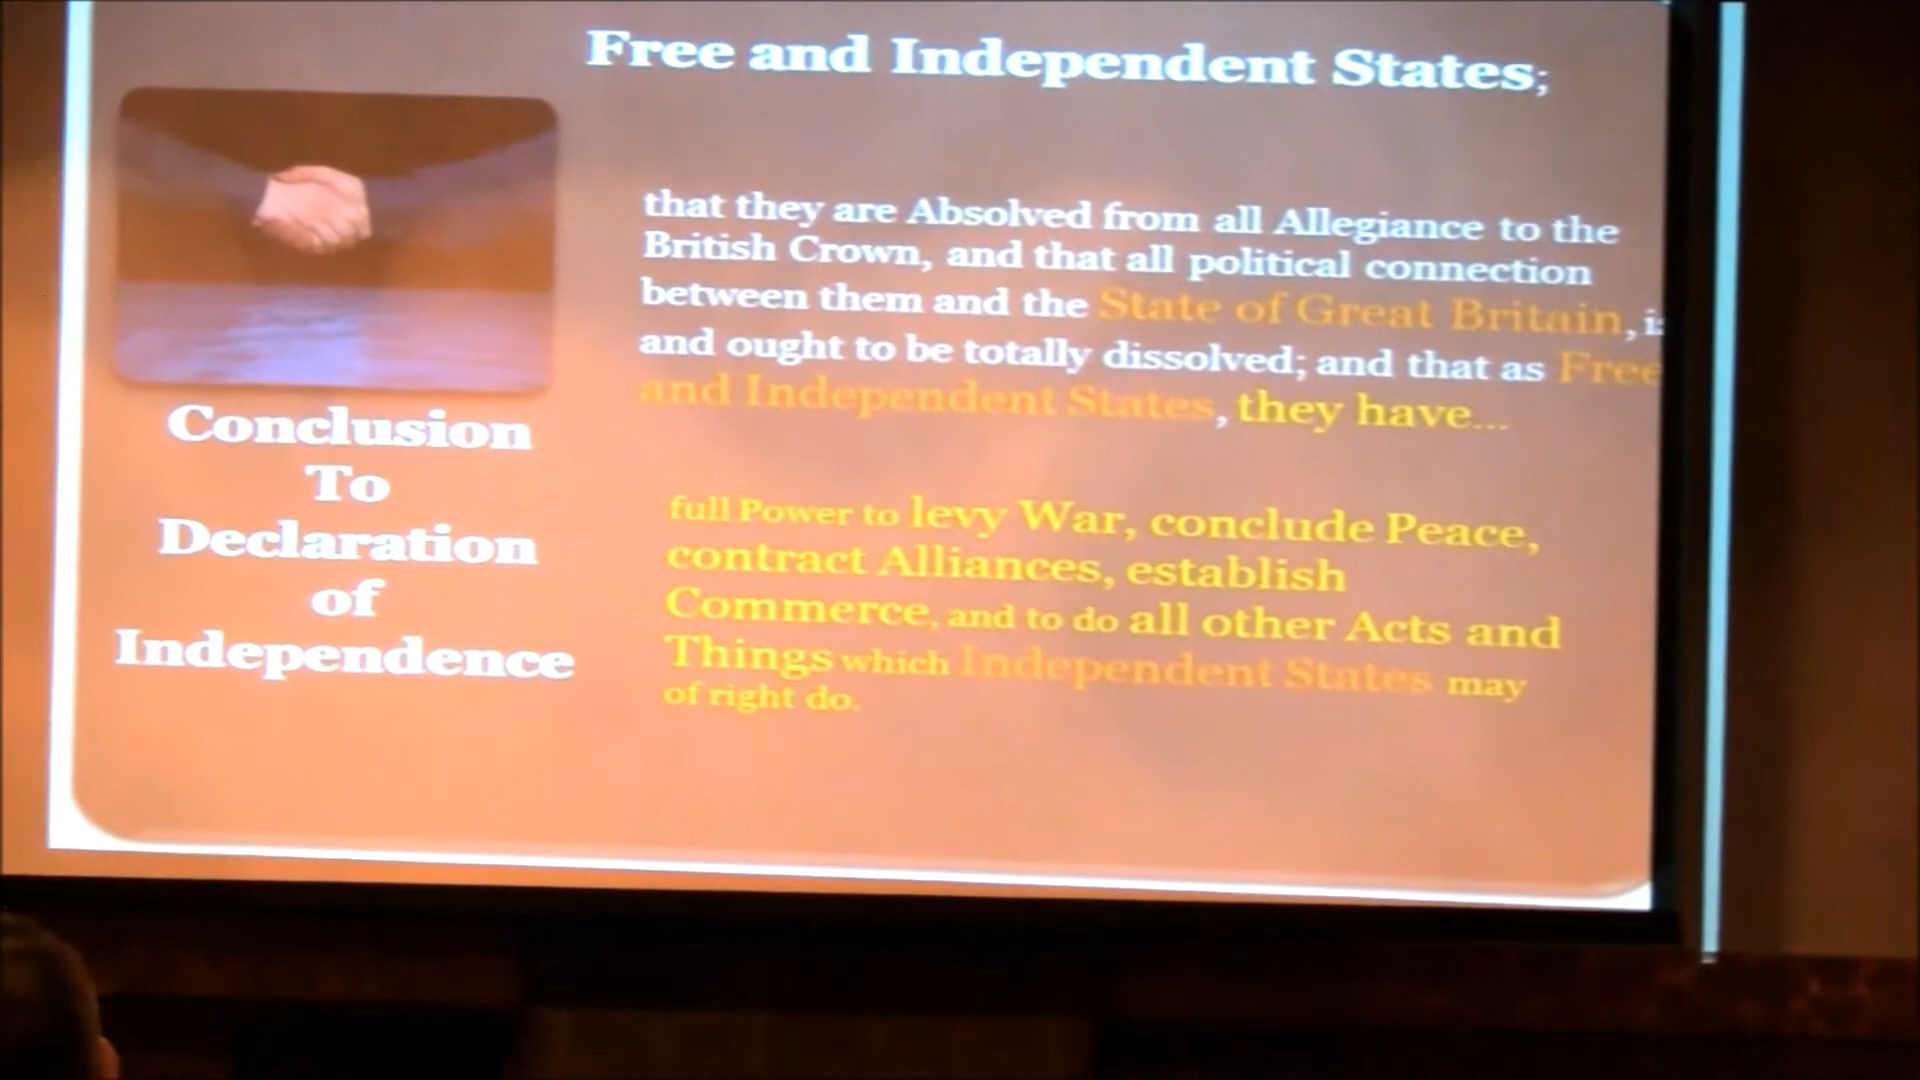 Free and Independent States;
that they are Absolved from all Allegiance to the
British Crown, and that all political connection
between them and the State of Great Britain,
and ought to be totally dissolved; and that as Free
and Independent States, they have...
full Power to levy War, conclude Peace,
contract Alliances, establish
Commerce, and to do all other Acts and
Things which Independent States may
of right do.
Conclusion
To
Declaration
of
Independence